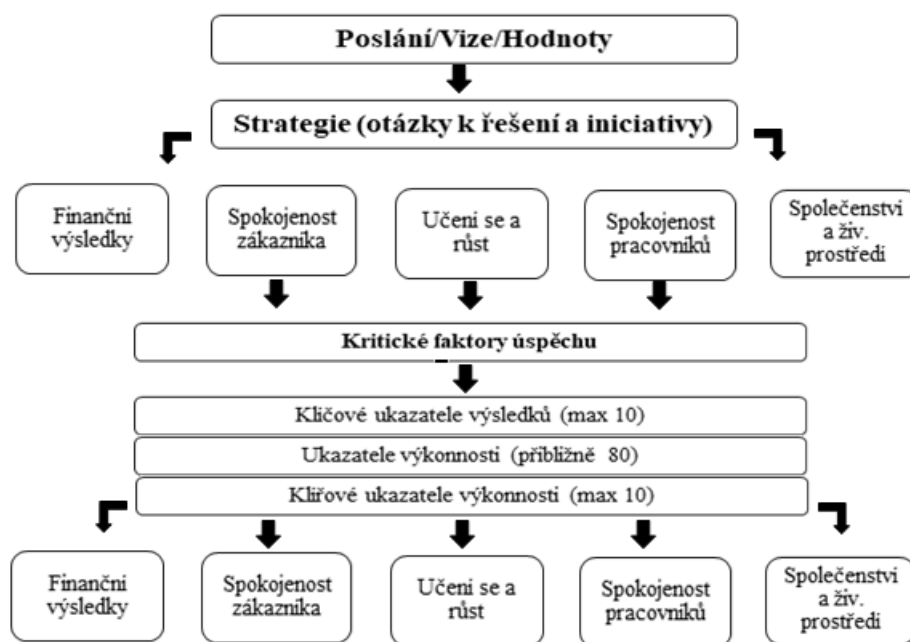 Poslání/Vize/Hodnoty
Strategie (otázky k řešení a iniciativy)
Finanční
výsledky
Spokojenost
zákazníka
Učení se a
růst
Spokojenost
pracovníků
Společenství
a živ.
prostředí
Kritické faktory úspěchu
Klíčové ukazatele výsledků (max 10)
Ukazatele výkonnosti (přibližně 80)
Klířové ukazatele výkonnosti (max 10)
Finanční
výsledky
Spokojenost
zákazníka
Učení se a
růst
Spokojenost
pracovníků
Společenství
a živ.
prostředí